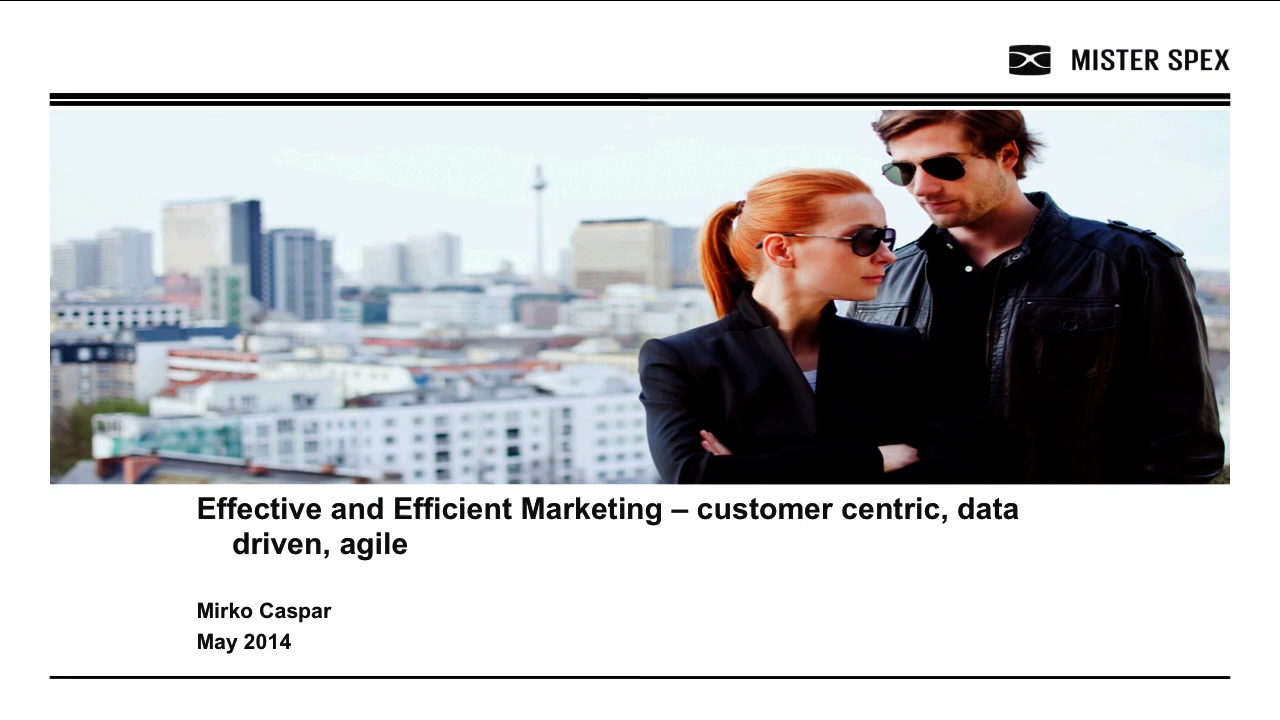 MISTER SPEX
Effective and Efficient Marketing – customer centric, data
driven, agile
Mirko Caspar
May 2014